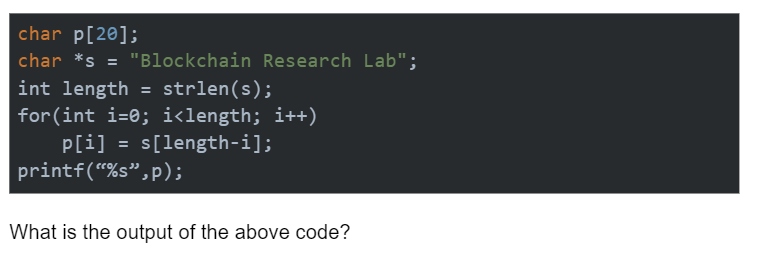 char p[20];
char *s = "Blockchain Research Lab";
int length = strlen(s);
for(int i=0; i<length; i++)
    p[i] = s[length-i];
printf(“%s”,p);
What is the output of the above code?